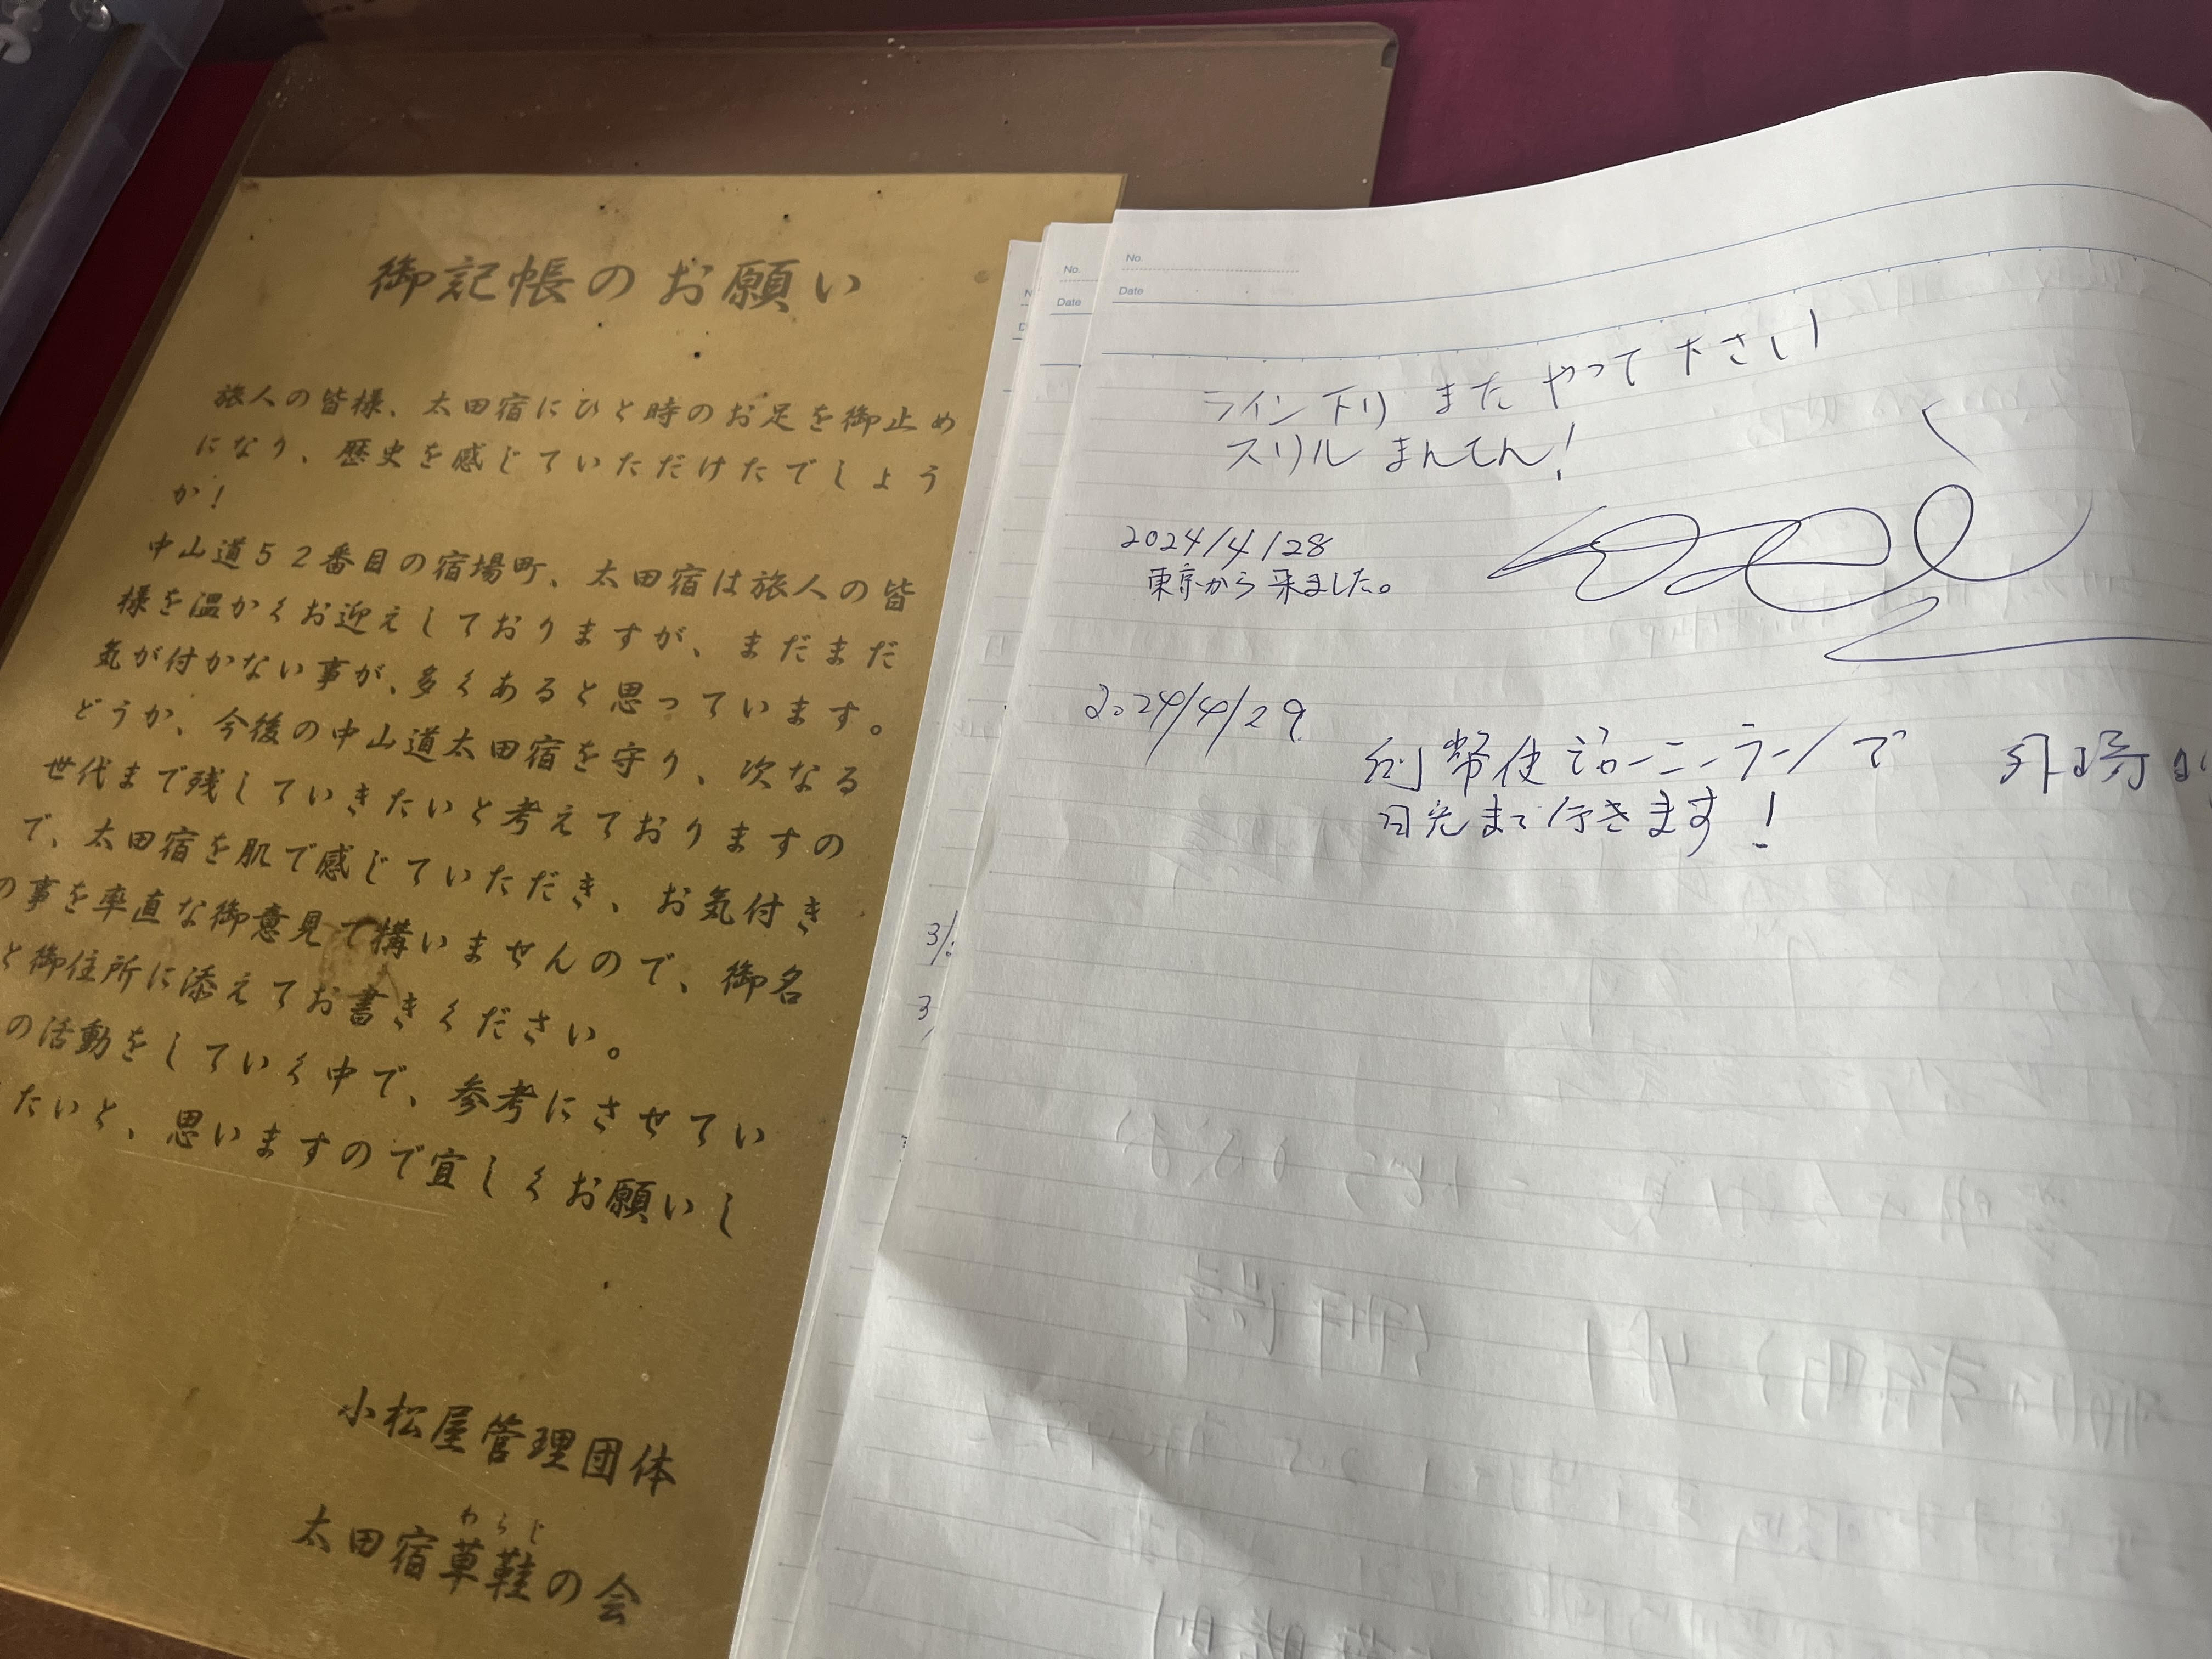 御記帳のお願い
旅人の皆様、太田宿にひと時のお足を御止め
になり、歴史を感じていただけたでしょう
か!
中山道52番目の宿場町、太田宿は旅人の皆
様を温かくお迎えしておりますが、まだまだ
気が付かない事が、多くあると思っています。
どうか、今後の中山道太田宿を守り、次なる
世代まで残していきたいと考えておりますの
で、太田宿を肌で感じていただき、お気付き
の事を率直な御意見で構いませんので、御名
と御住所に添えてお書きください。
の活動をしていく中で、参考にさせてい
たいと、思いますので宜しくお願いし
小松屋管理団体
わらじ
太田宿草鞋の会
No.
Date
No.
Date
ライン下り またやって下さい
スリルまんてん!
2024/4/28
東京から来ました。
2024/4/29
例幣使ジャーニーランで
日光まで行きます!
3/
3/